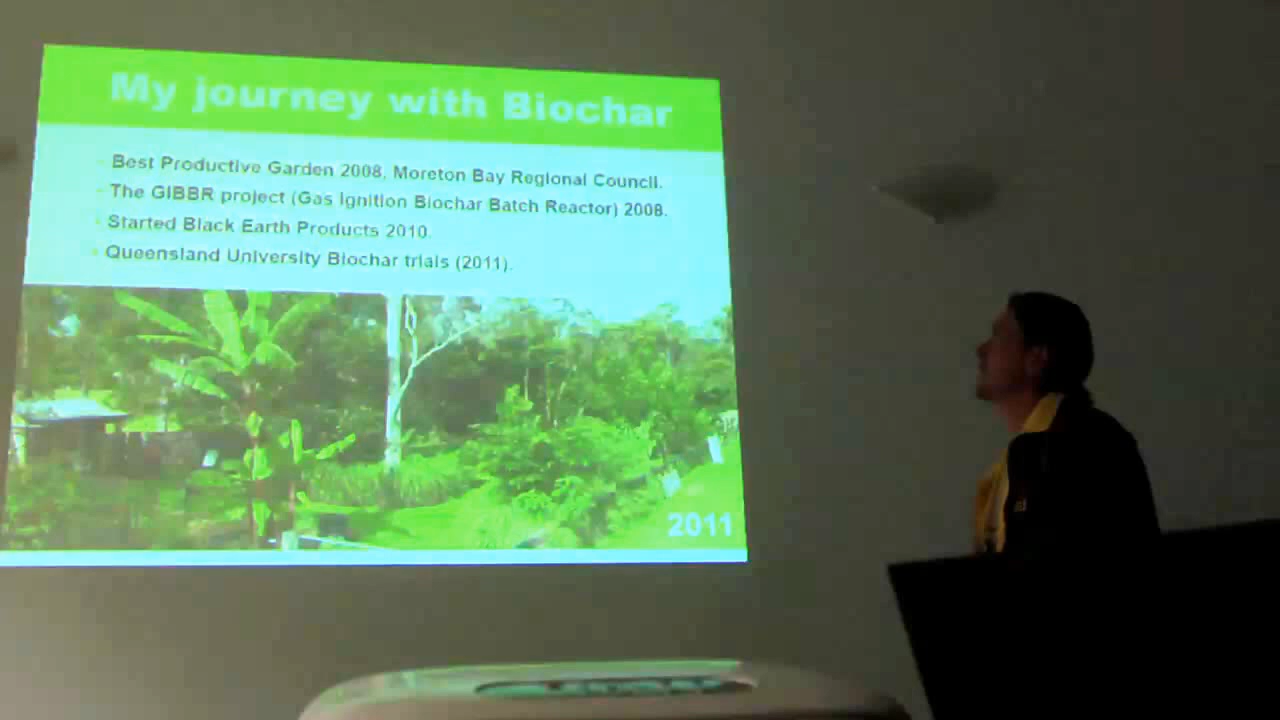 My journey with Biochar
Best Productive Garden 2008, Moreton Bay Regional Council.
The GIBBR project (Gas Ignition Biochar Batch Reactor) 2008.
Started Black Earth Products 2010.
Queensland University Biochar trials (2011).
2011